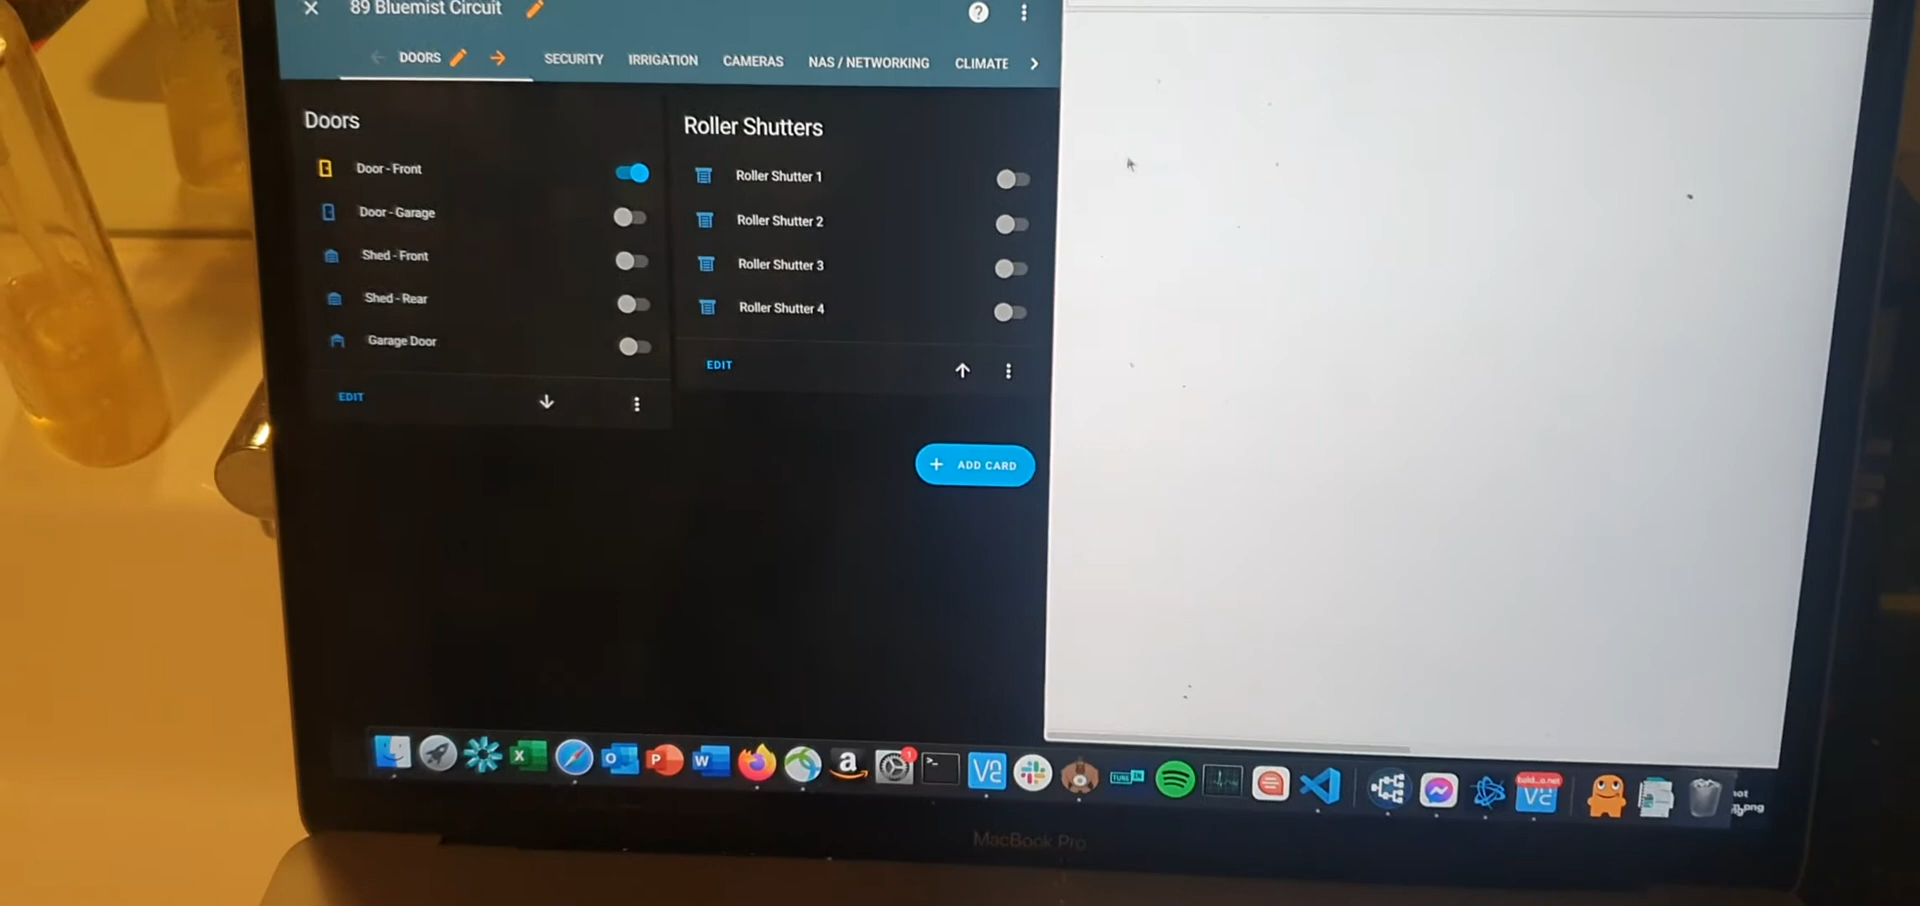 89 Bluemist Circuit
DOORS
SECURITY
IRRIGATION
CAMERAS
NAS / NETWORKING
CLIMATE
Doors
Door - Front
Door - Garage
Shed - Front
Shed - Rear
Garage Door
EDIT
Roller Shutters
Roller Shutter 1
Roller Shutter 2
Roller Shutter 3
Roller Shutter 4
EDIT
+ ADD CARD
MacBook Pro